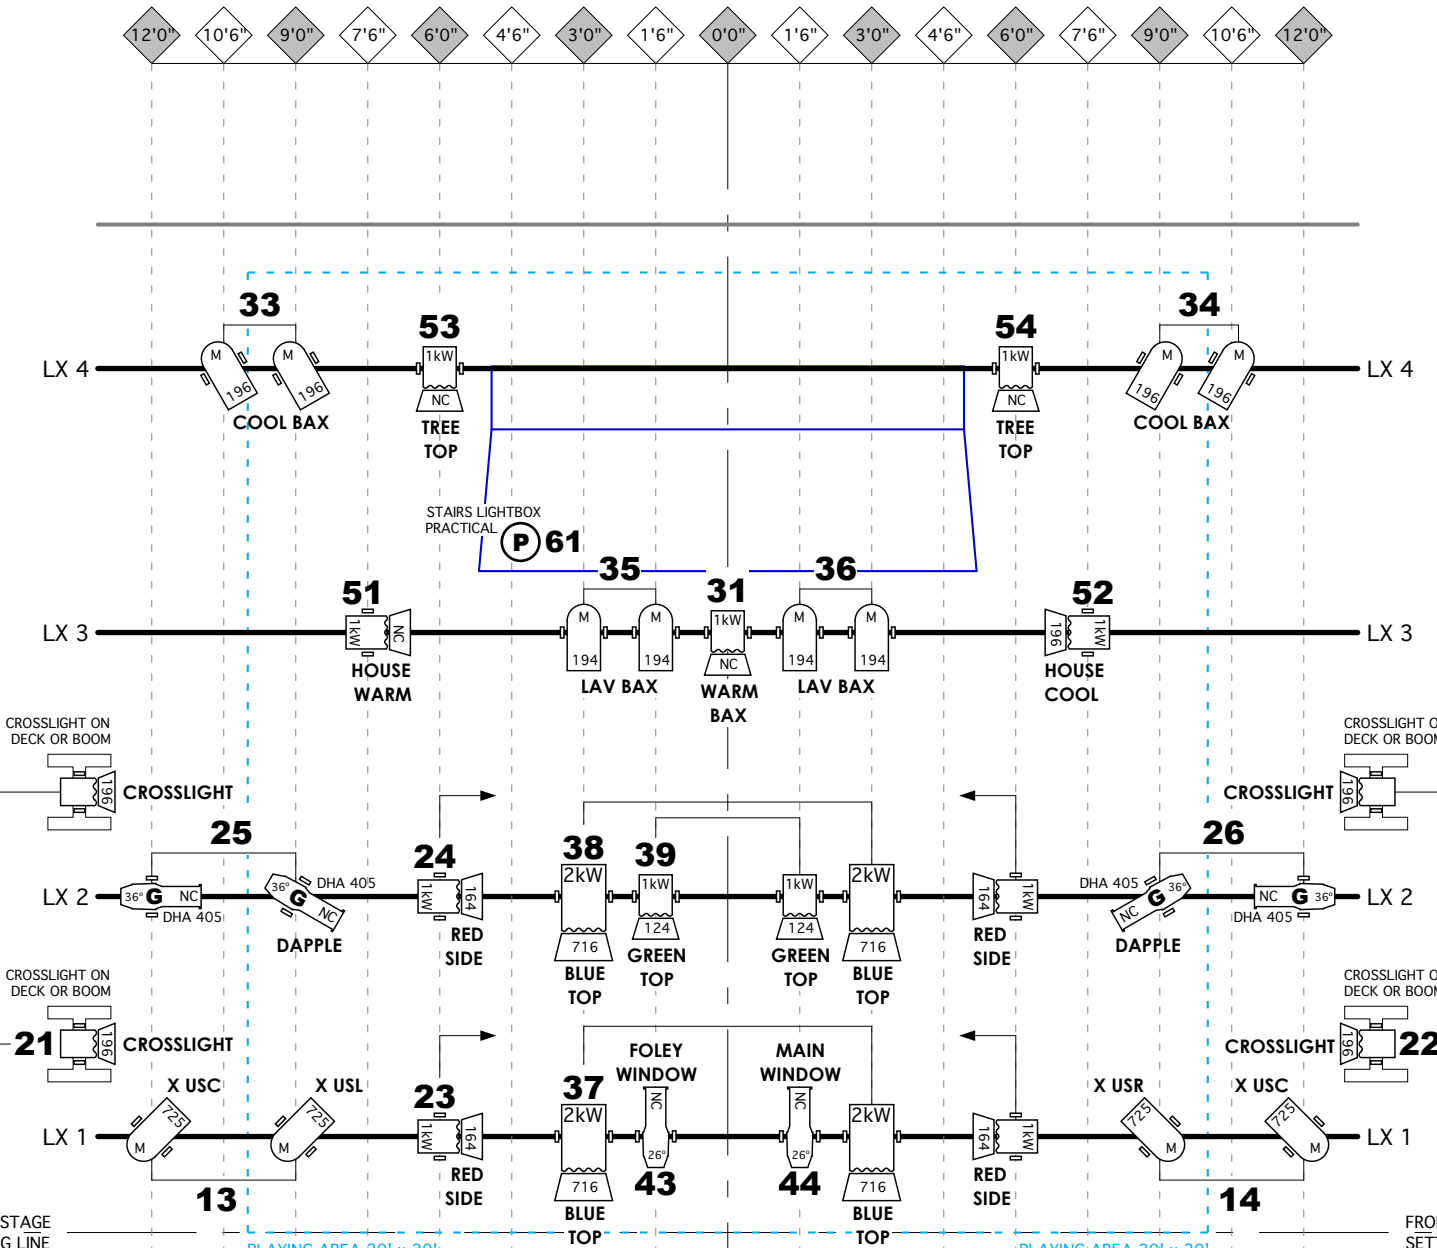 12'0" 10'6" 9'0" 7'6" 6'0" 4'6" 3'0" 1'6" 0'0" 1'6" 3'0" 4'6" 6'0" 7'6" 9'0" 10'6" 12'0"
33 53 54 34
LX 4 M M 1kW 1kW M M LX 4
196 196 NC NC 196 196
COOL BAX TREE TREE COOL BAX
TOP TOP
STAIRS LIGHTBOX
PRACTICAL P 61
35 36
51 31 52
LX 3 1kW NC M M 1kW M M 196 1kW LX 3
194 194 NC 194 194
HOUSE LAV BAX WARM LAV BAX HOUSE
WARM BAX COOL
CROSSLIGHT ON CROSSLIGHT O
DECK OR BOOM DECK OR BOOM
196 CROSSLIGHT CROSSLIGHT 196
25 24 38 39 26
36° G NC 36° G NC DHA 405 1kW 164 2kW 1kW 1kW 2kW 164 1kW DHA 405 NC G 36° NC G 36°
LX 2 LX 2
DHA 405 716 124 124 716 DHA 405
DAPPLE RED GREEN GREEN RED DAPPLE
SIDE TOP TOP SIDE
BLUE BLUE
TOP TOP
CROSSLIGHT ON CROSSLIGHT O
DECK OR BOOM DECK OR BOOM
21 196 CROSSLIGHT CROSSLIGHT 196 22
FOLEY MAIN
WINDOW WINDOW
X USC X USL X USR X USC
23 37
725 725 2kW NC NC 2kW 725 725
LX 1 M M 1kW 164 26° 26° 164 1kW M M LX 1
RED 716 43 44 716 RED
SIDE SIDE
13 14
BLUE BLUE
TOP TOP
STAGE FRO
G LINE SET
PLAYING AREA 20' x 20' PLAYING AREA 20' x 20'